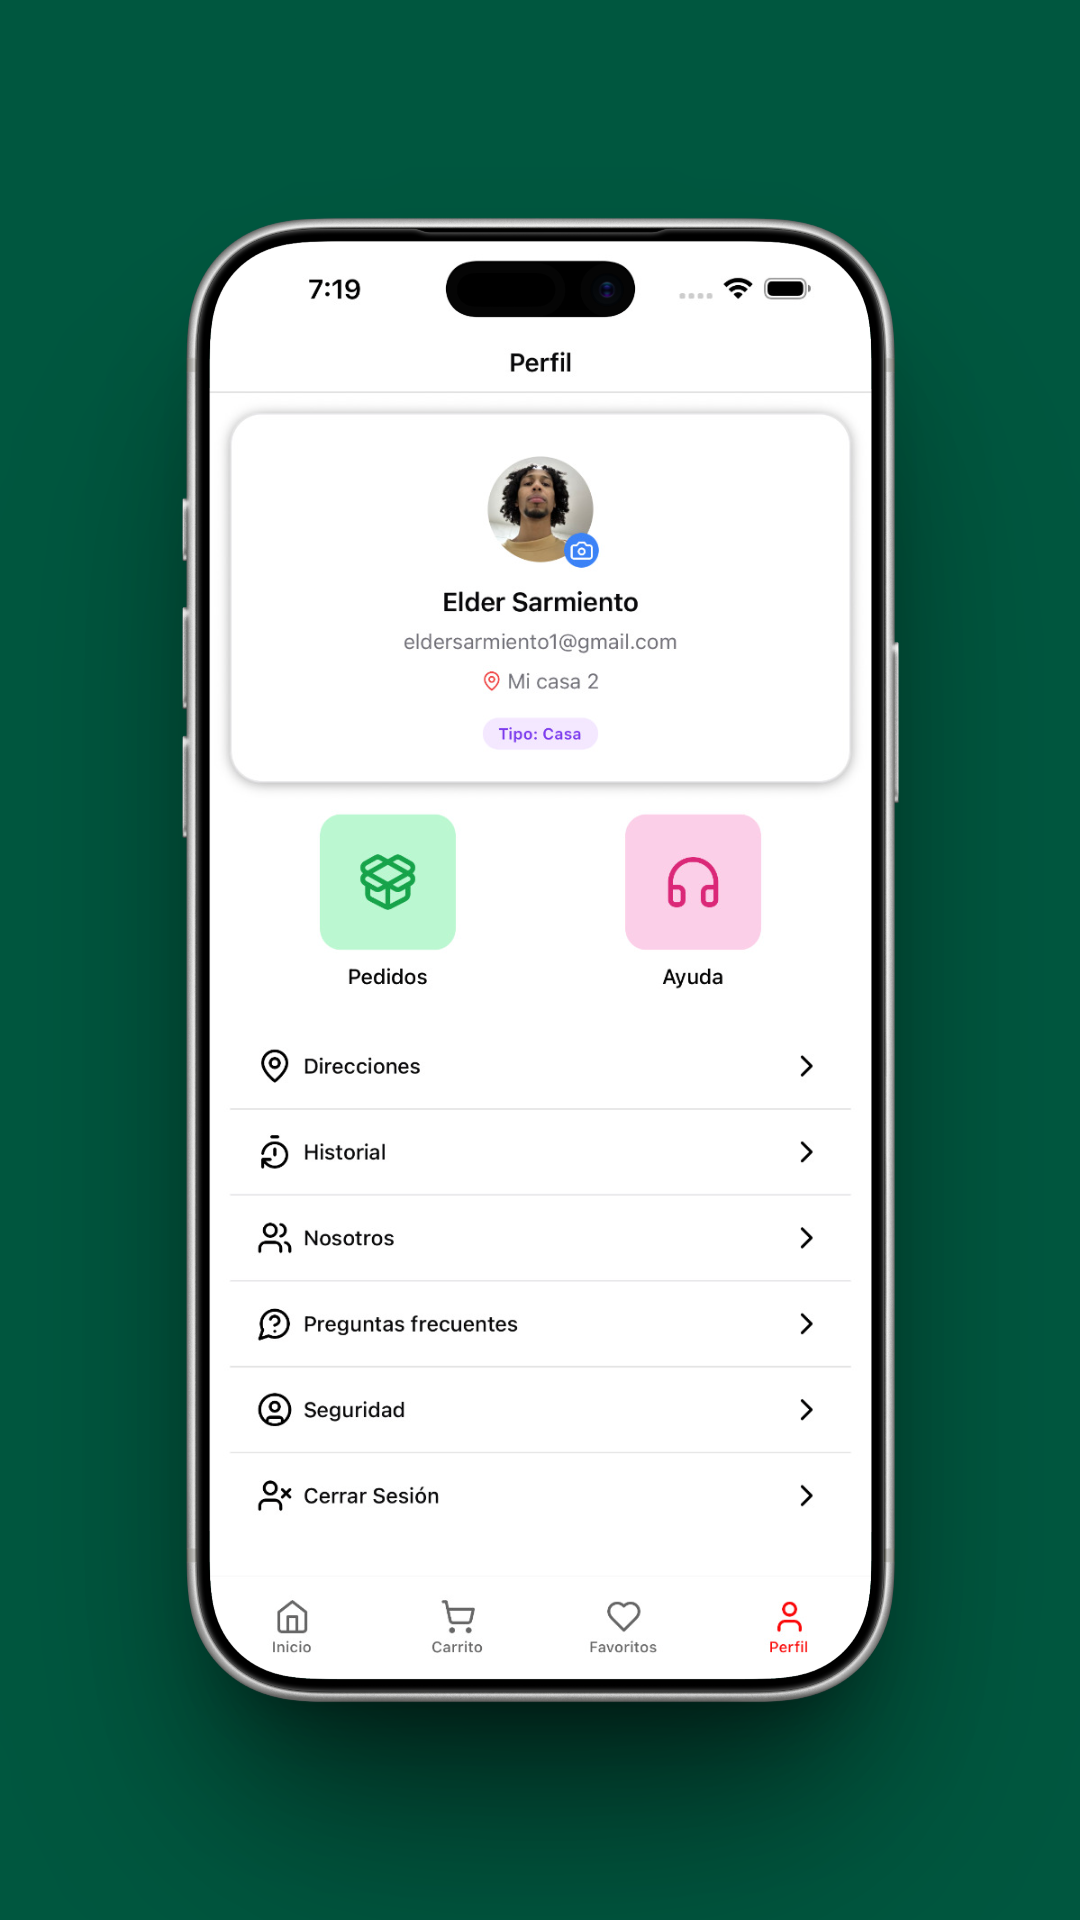 7:19
Perfil
Elder Sarmiento
eldersarmiento1@gmail.com
Mi casa 2
Tipo: Casa
Pedidos
Ayuda
Direcciones
Historial
Nosotros
Preguntas frecuentes
Seguridad
Cerrar Sesión
Inicio
Carrito
Favoritos
Perfil